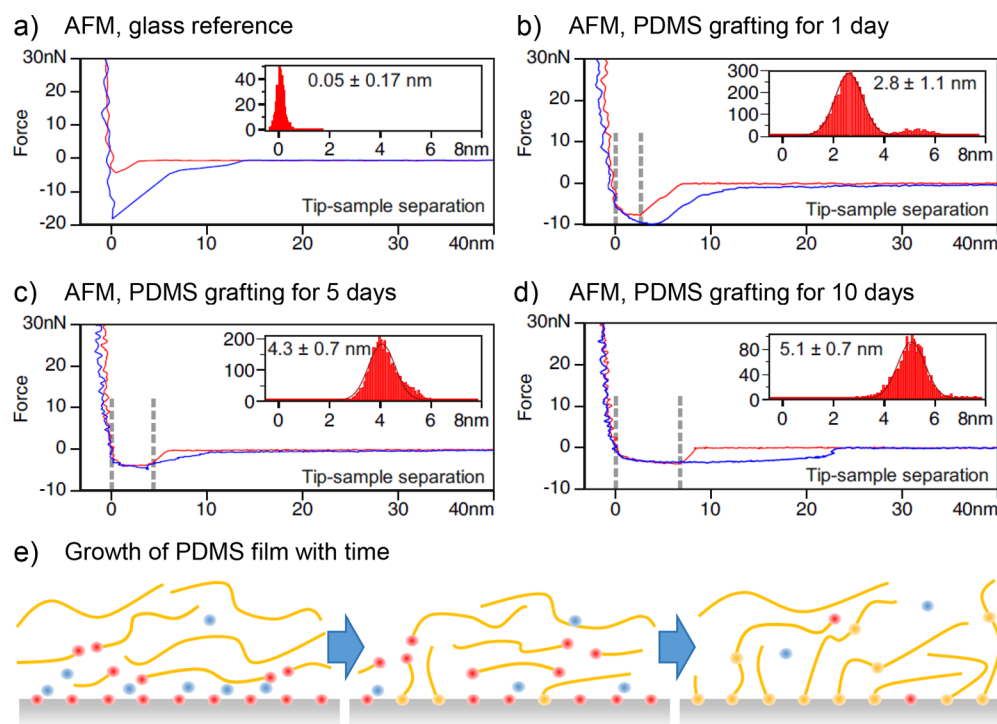 a) AFM, glass reference
30nN
20
10
0
-10
-20
Force
40
20
0
0.05 ± 0.17 nm
0 2 4 6 8nm
Tip-sample separation
0 10 20 30 40nm
b) AFM, PDMS grafting for 1 day
30nN
20
10
0
-10
Force
300
200
100
0
2.8 ± 1.1 nm
0 2 4 6 8nm
Tip-sample separation
0 10 20 30 40nm
c) AFM, PDMS grafting for 5 days
30nN
20
10
0
-10
Force
200
100
0
4.3 ± 0.7 nm
0 2 4 6 8nm
Tip-sample separation
0 10 20 30 40nm
d) AFM, PDMS grafting for 10 days
30nN
20
10
0
-10
Force
80
40
0
5.1 ± 0.7 nm
0 2 4 6 8nm
Tip-sample separation
0 10 20 30 40nm
e) Growth of PDMS film with time